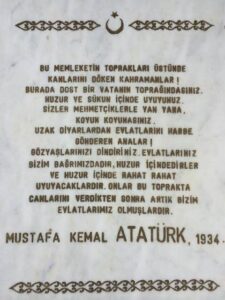 BU MEMLEKETİN TOPRAKLARI ÜSTÜNDE
KANLARINI DÖKEN KAHRAMANLAR!
BURADA DOST BİR VATANIN TOPRAĞINDASINIZ.
HUZUR VE SÜKUN İÇİNDE UYUYUNUZ.
SİZLER MEHMETÇİKLERLE YAN YANA,
KOYUN KOYUNASINIZ.
UZAK DİYARLARDAN EVLATLARINI HARBE
GÖNDEREN ANALAR!
GÖZYAŞLARINIZI DİNDİRİNİZ. EVLATLARINIZ
BİZİM BAĞRIMIZDADIR, HUZUR İÇİNDEDİRLER
VE HUZUR İÇİNDE RAHAT RAHAT
UYUYACAKLARDIR. ONLAR BU TOPRAKTA
CANLARINI VERDİKTEN SONRA ARTIK BİZİM
EVLATLARIMIZ OLMUŞLARDIR.
MUSTAFA KEMAL ATATÜRK, 1934.